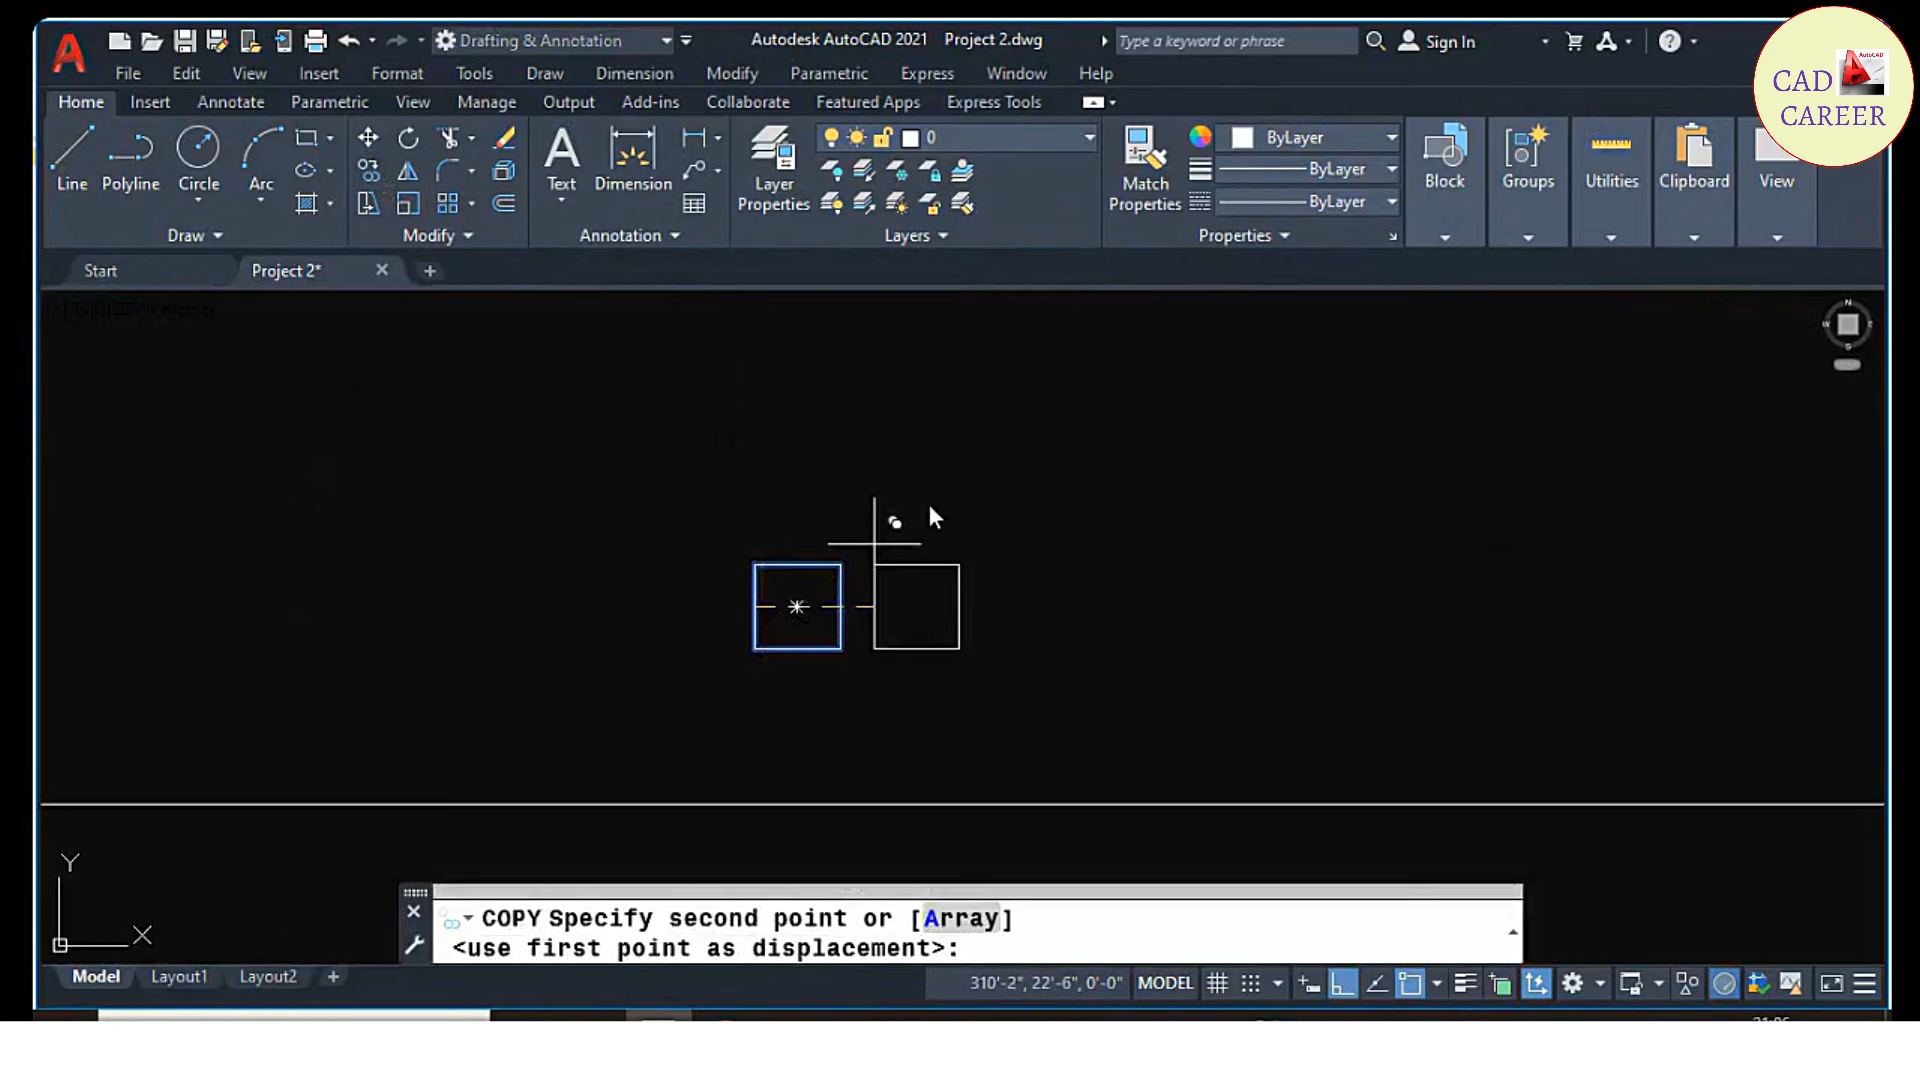 Drafting & Annotation
Autodesk AutoCAD 2021 Project 2.dwg
Type a keyword or phrase
Sign In
AutoCAD
CAD
CAREER
File Edit View Insert Format Tools Draw Dimension Modify Parametric Express Window Help
Home Insert Annotate Parametric View Manage Output Add-ins Collaborate Featured Apps Express Tools
0
ByLayer
ByLayer
ByLayer
Line Polyline Circle Arc
Text Dimension
Layer
Properties
Match
Properties
Block Groups Utilities Clipboard View
Draw Modify Annotation Layers Properties
Start Project 2*
N
W
E
S
Y
X
COPY Specify second point or [Array]
<use first point as displacement>:
Model Layout1 Layout2
310'-2", 22'-6", 0'-0" MODEL